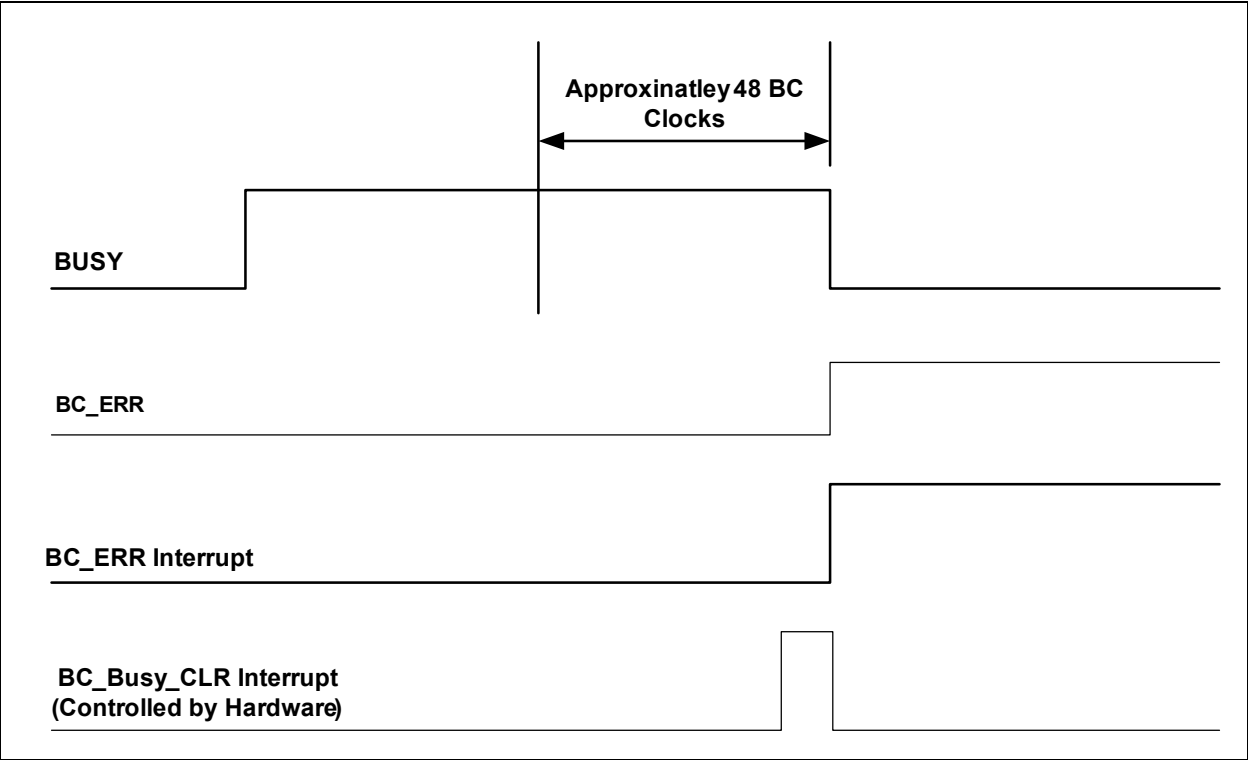 Approxinatley 48 BC
Clocks
BUSY
BC_ERR
BC_ERR Interrupt
BC_Busy_CLR Interrupt
(Controlled by Hardware)